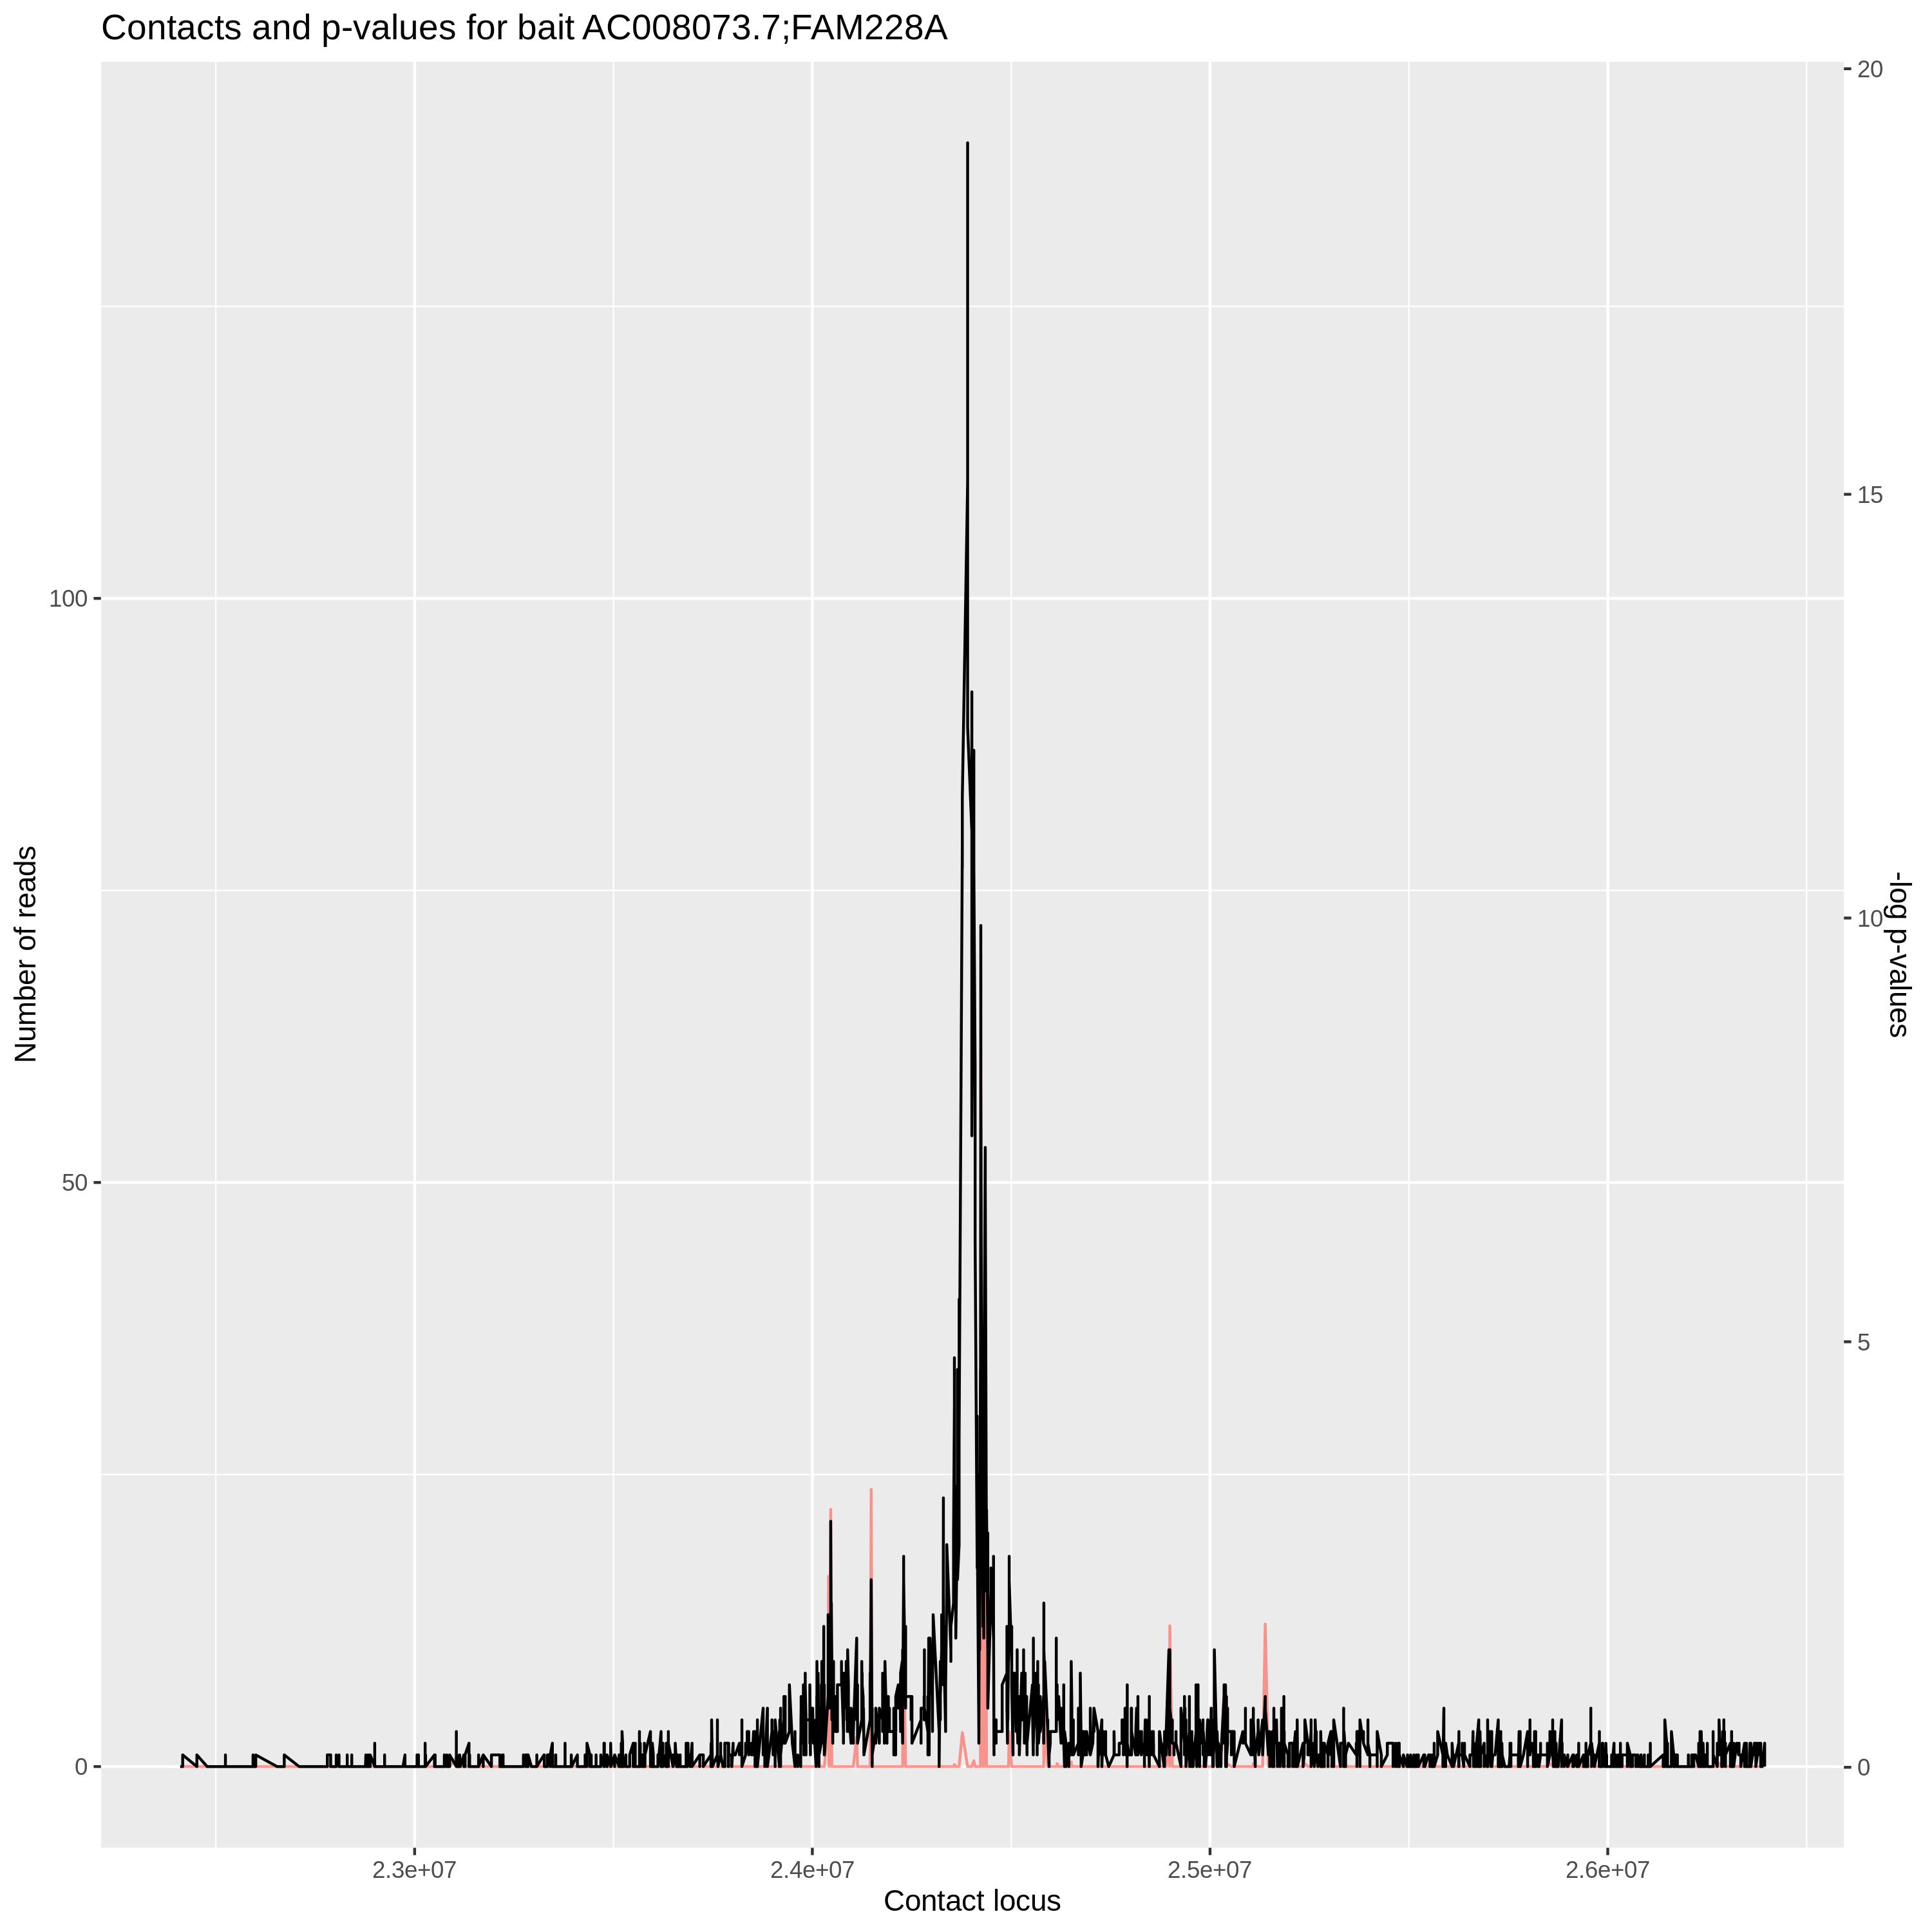 Contacts and p-values for bait AC008073.7;FAM228A
20
15
100
10
Number of reads
-log p-values
50
5
0
0
2.3e+07
2.4e+07
2.5e+07
2.6e+07
Contact locus